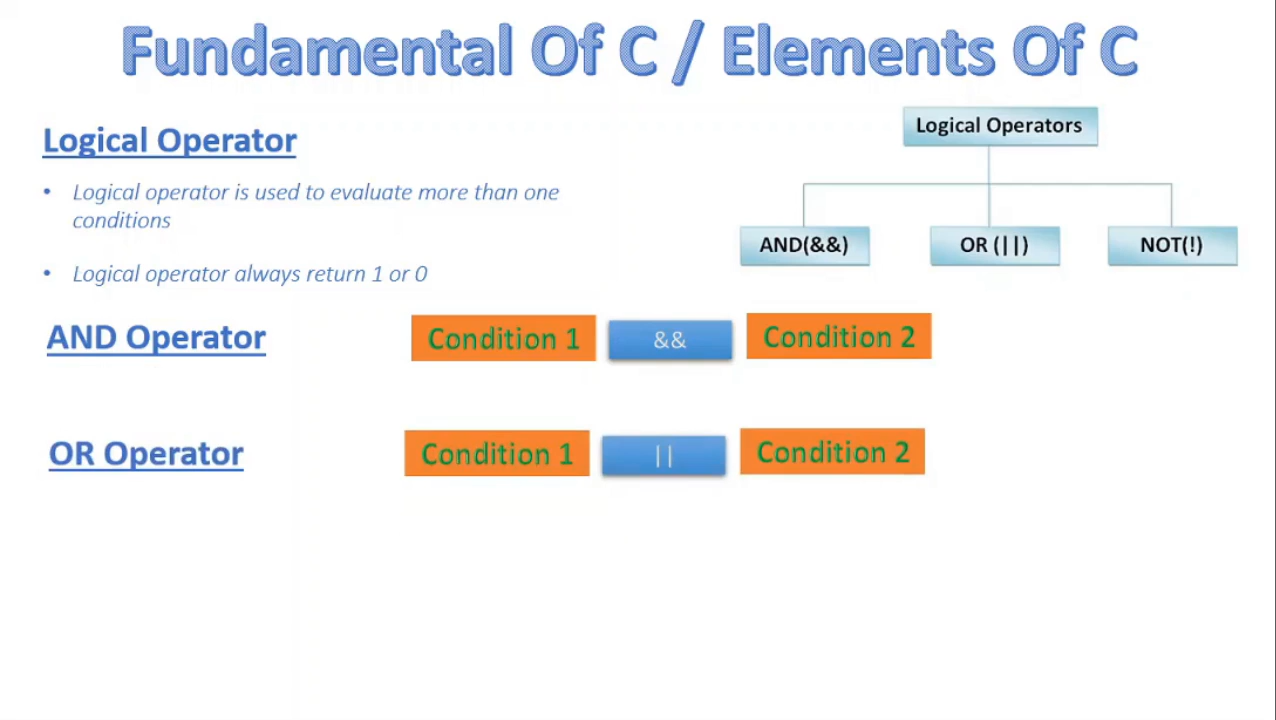 Fundamental Of C / Elements Of C
Logical Operator
• Logical operator is used to evaluate more than one
conditions
• Logical operator always return 1 or 0
Logical Operators
AND(&&) OR (||) NOT(!)
AND Operator Condition 1 && Condition 2
OR Operator Condition 1 || Condition 2